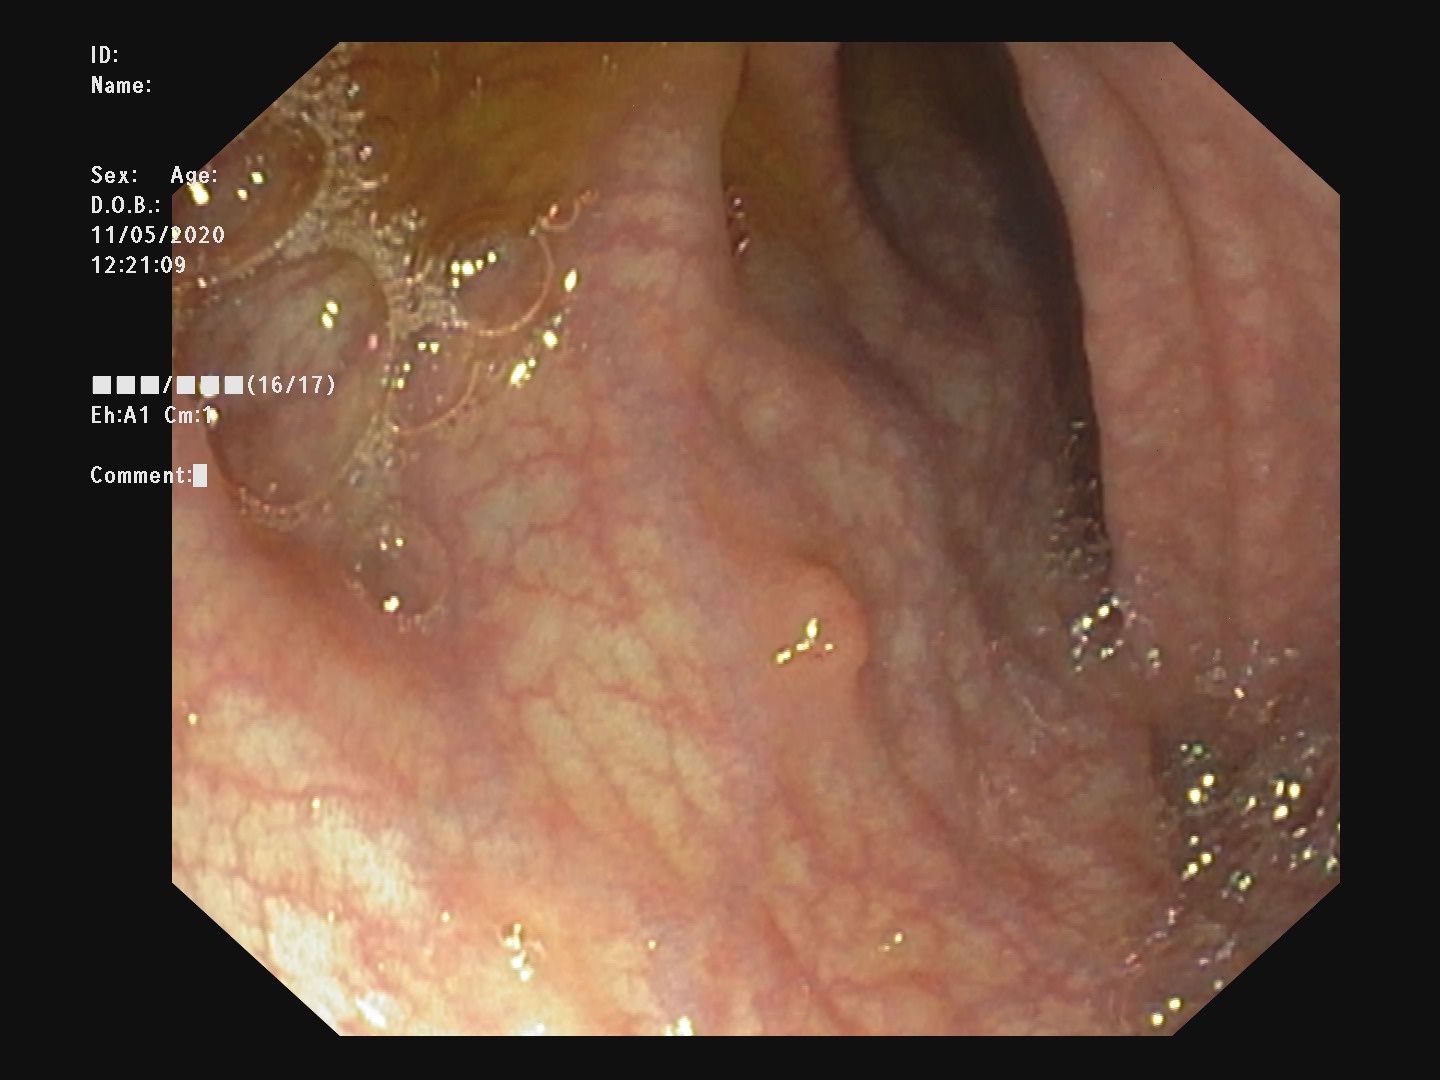 ID:
Name:
Sex: Age:
D.O.B.:
11/05/2020
12:21:09
■■■/■■■(16/17)
Eh:A1 Cm:1
Comment: